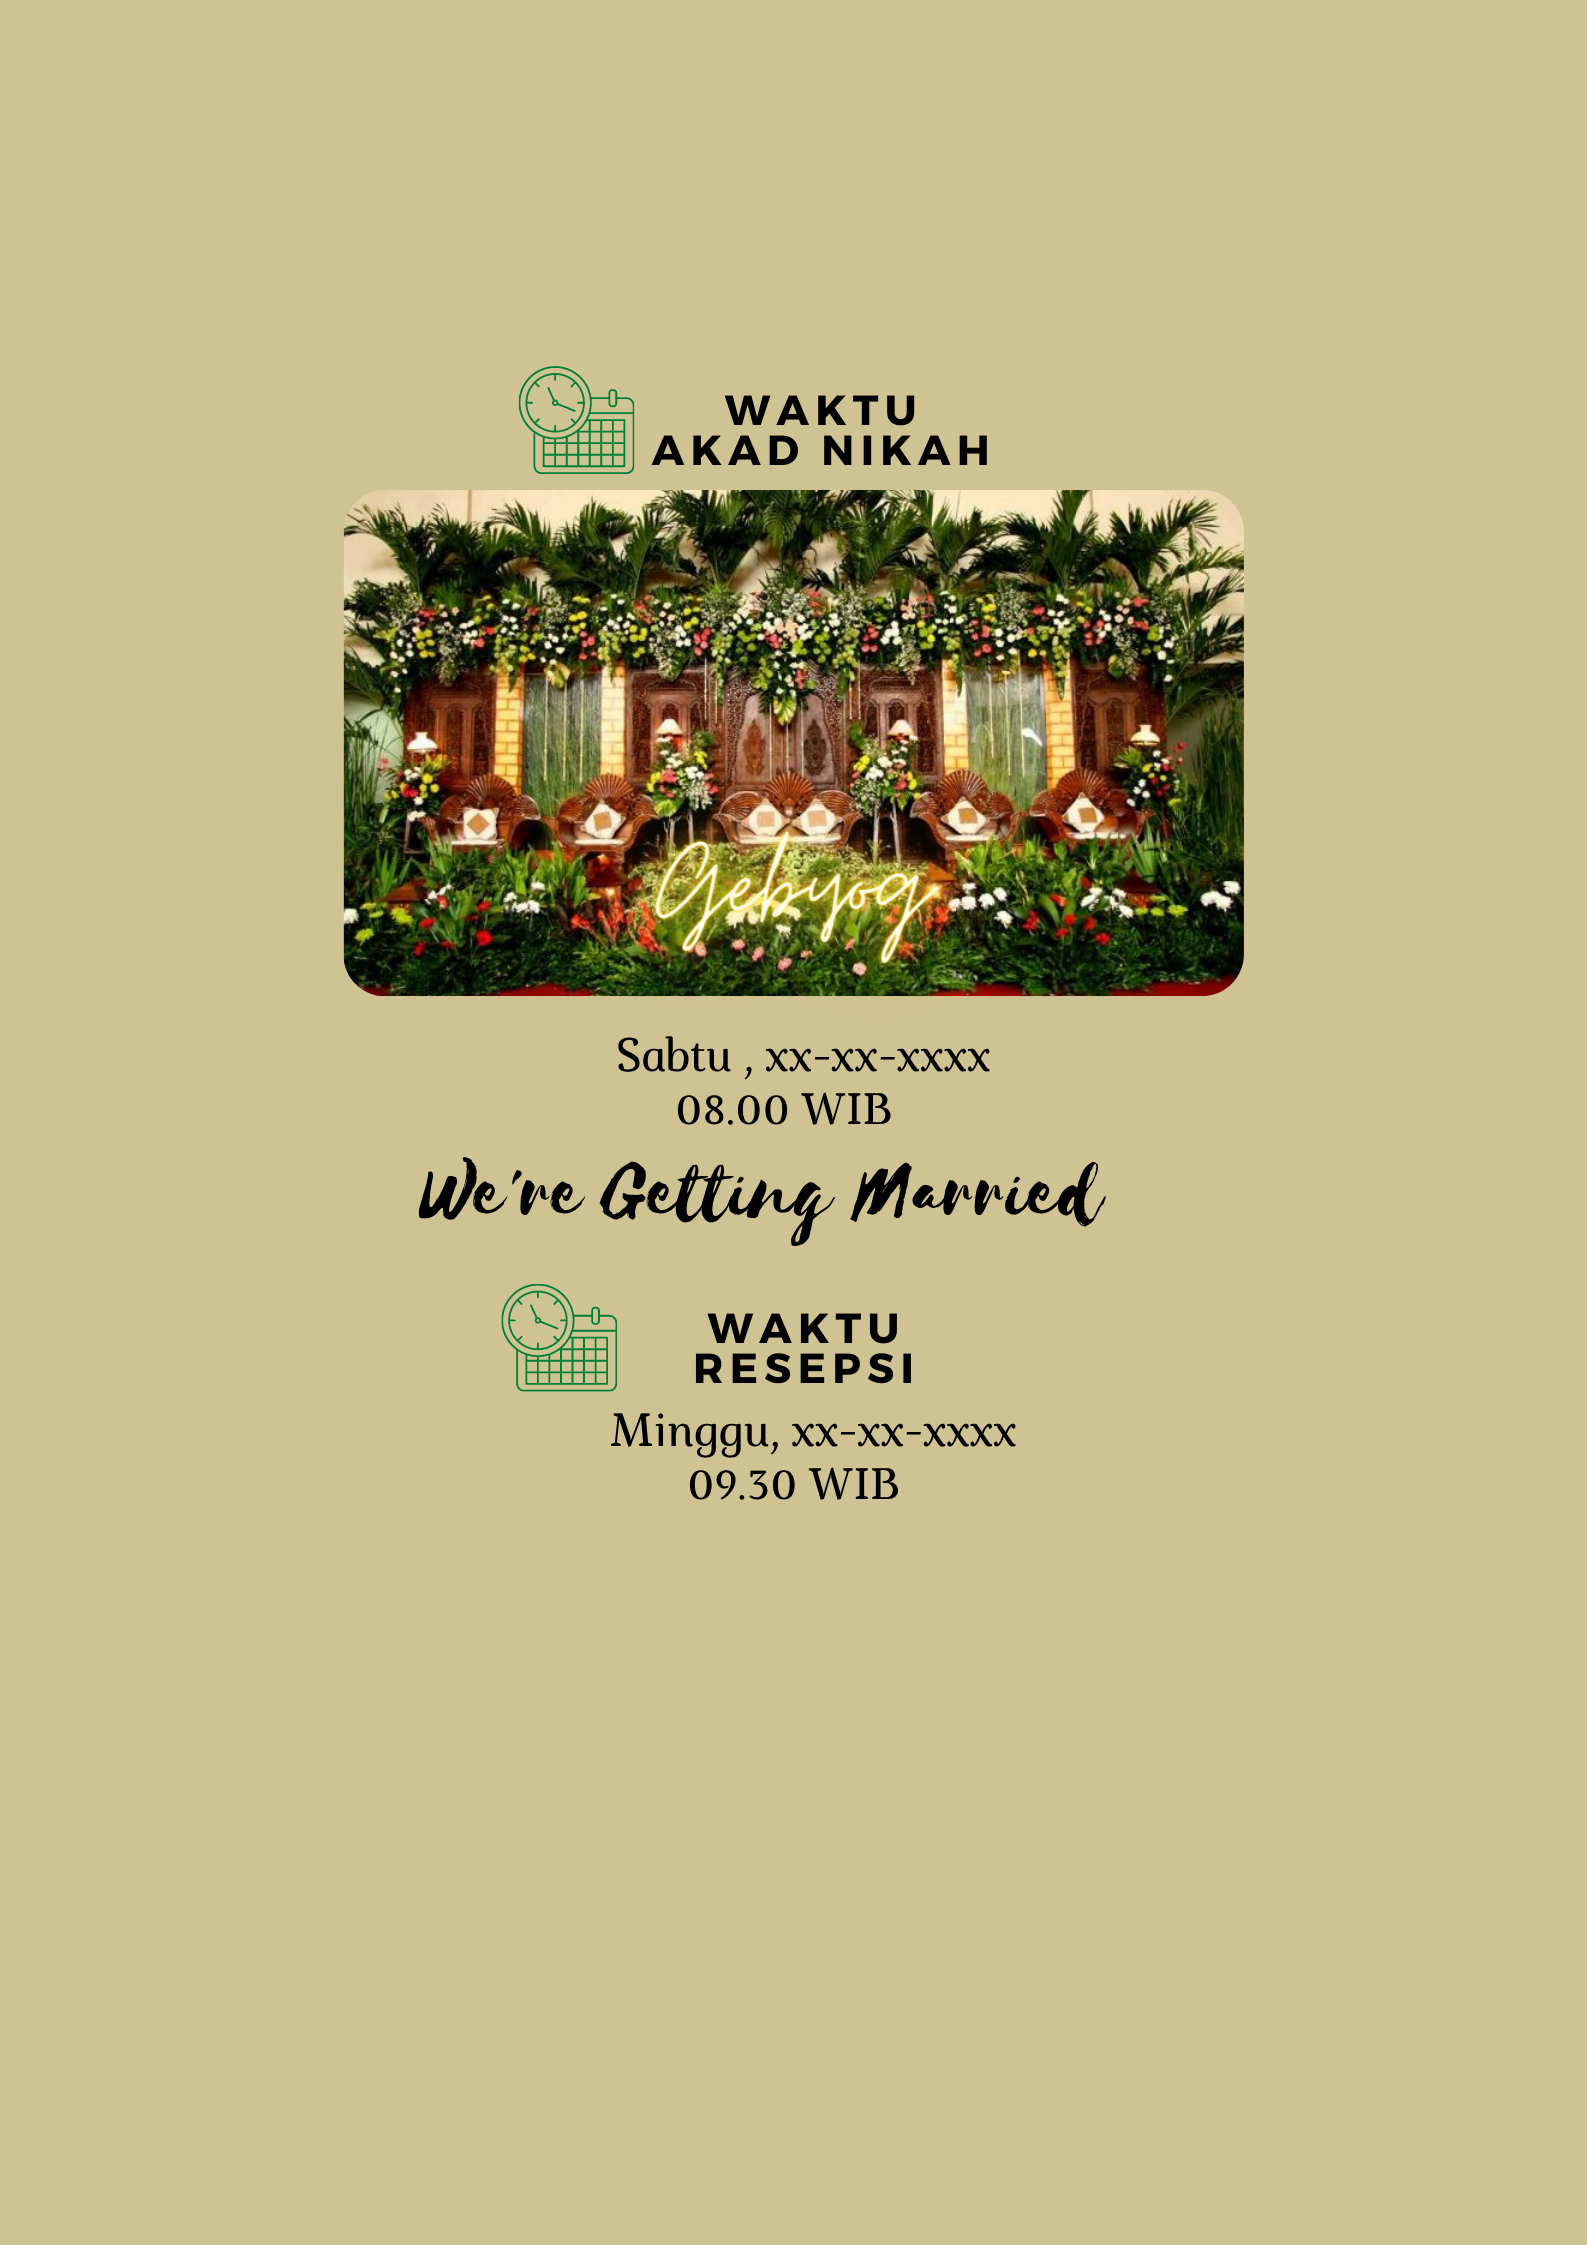 WAKTU
AKAD NIKAH
Gebyog
Sabtu , xx-xx-xxxx
08.00 WIB
We're Getting Married
WAKTU
RESEPSI
Minggu, xx-xx-xxxx
09.30 WIB